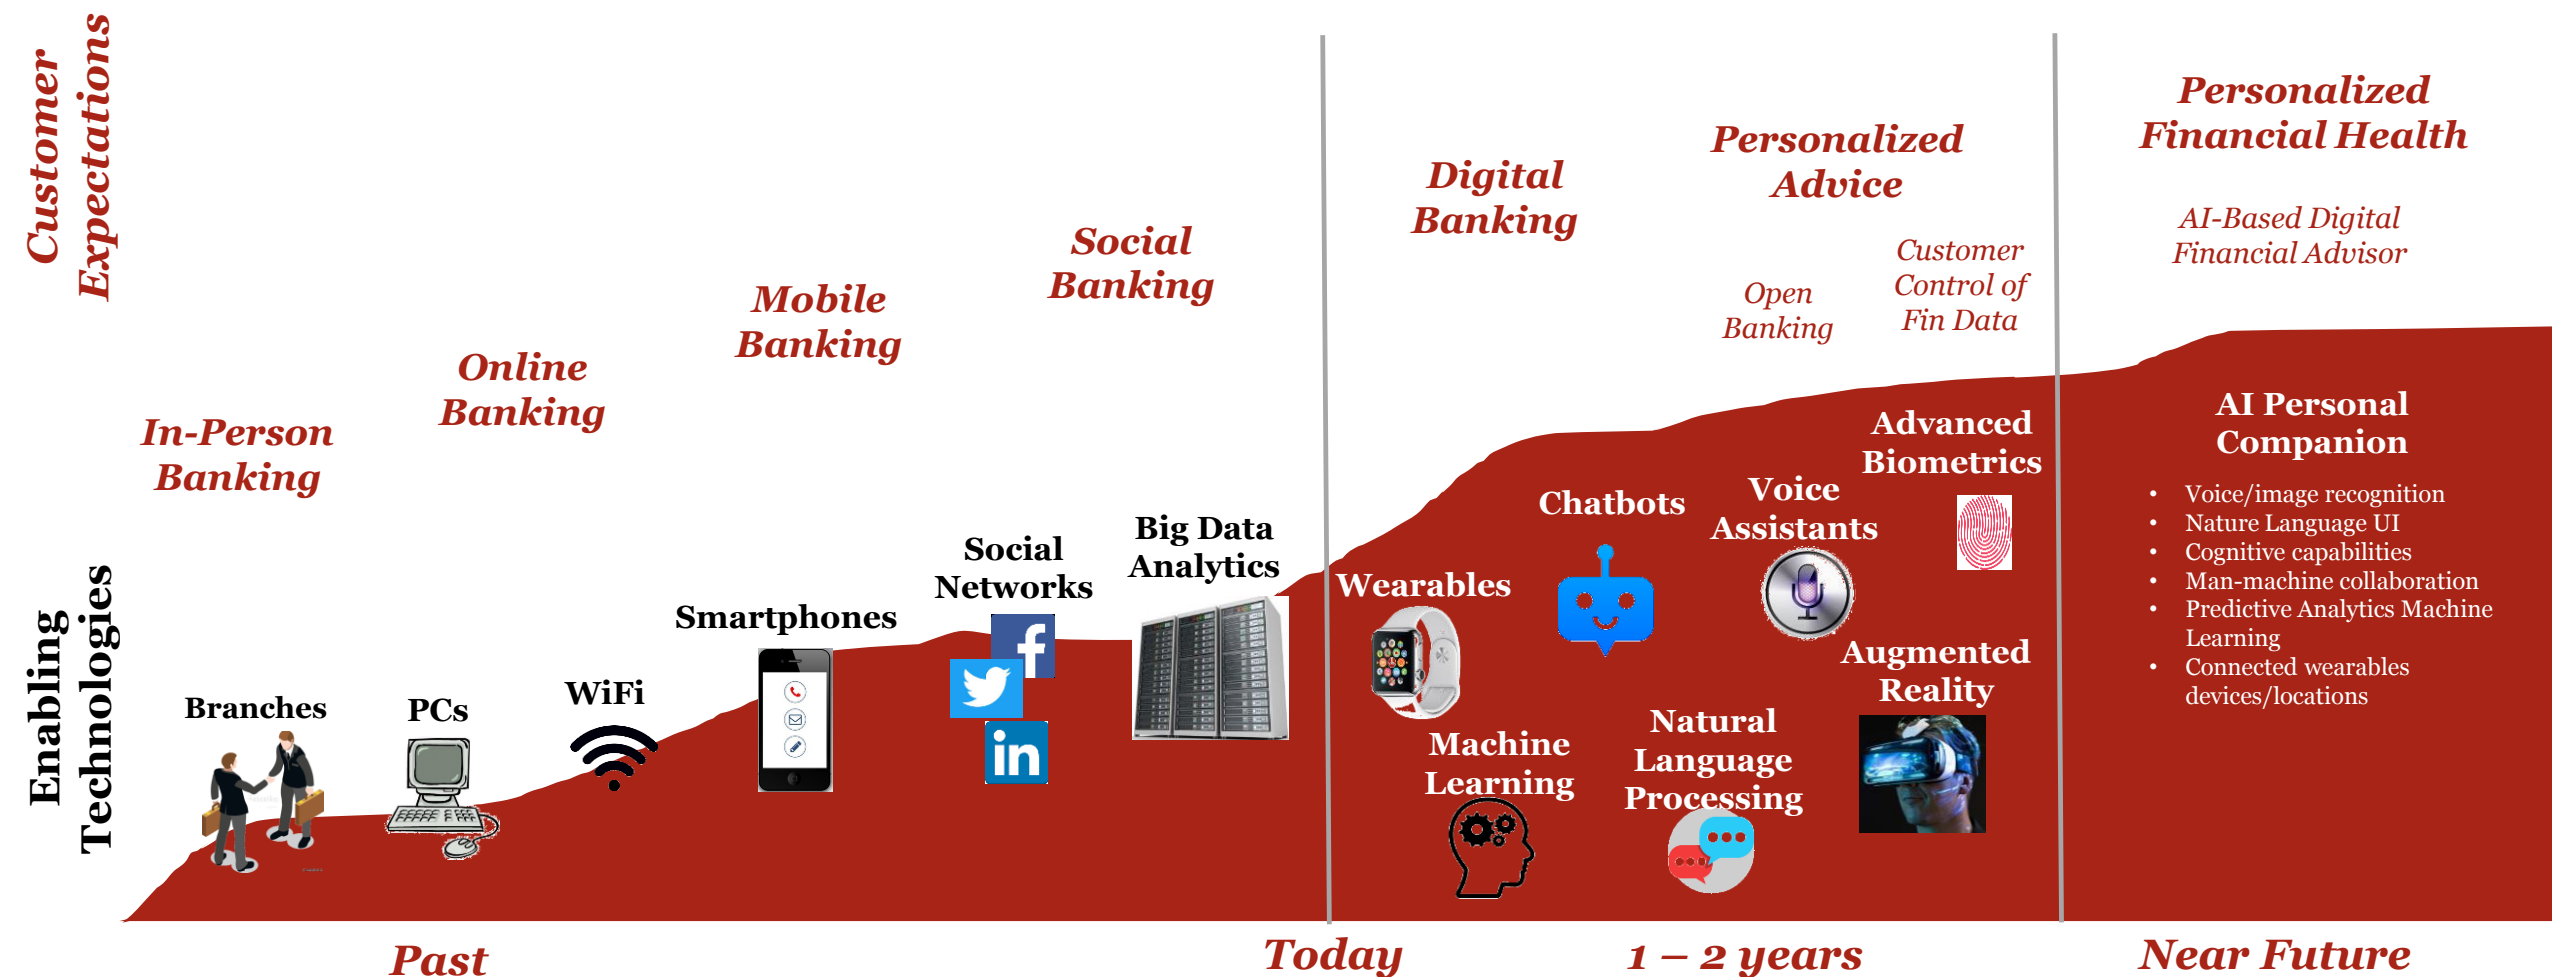 Customer
Expectations
In-Person
Banking
Online
Banking
Mobile
Banking
Social
Banking
Digital
Banking
Personalized
Advice
Open
Banking
Customer
Control of
Fin Data
Personalized
Financial Health
AI-Based Digital
Financial Advisor
Enabling
Technologies
Branches
PCs
WiFi
Smartphones
Social
Networks
f
in
Big Data
Analytics
Wearables
Machine
Learning
Chatbots
Natural
Language
Processing
Voice
Assistants
Advanced
Biometrics
Augmented
Reality
AI Personal
Companion
• Voice/image recognition
• Nature Language UI
• Cognitive capabilities
• Man-machine collaboration
• Predictive Analytics Machine
Learning
• Connected wearables
devices/locations
Past
Today
1 – 2 years
Near Future